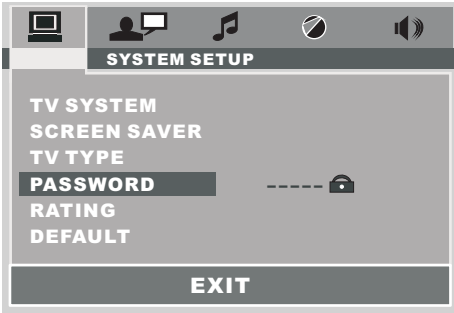 SYSTEM SETUP
TV SYSTEM
SCREEN SAVER
TV TYPE
PASSWORD -----
RATING
DEFAULT
EXIT